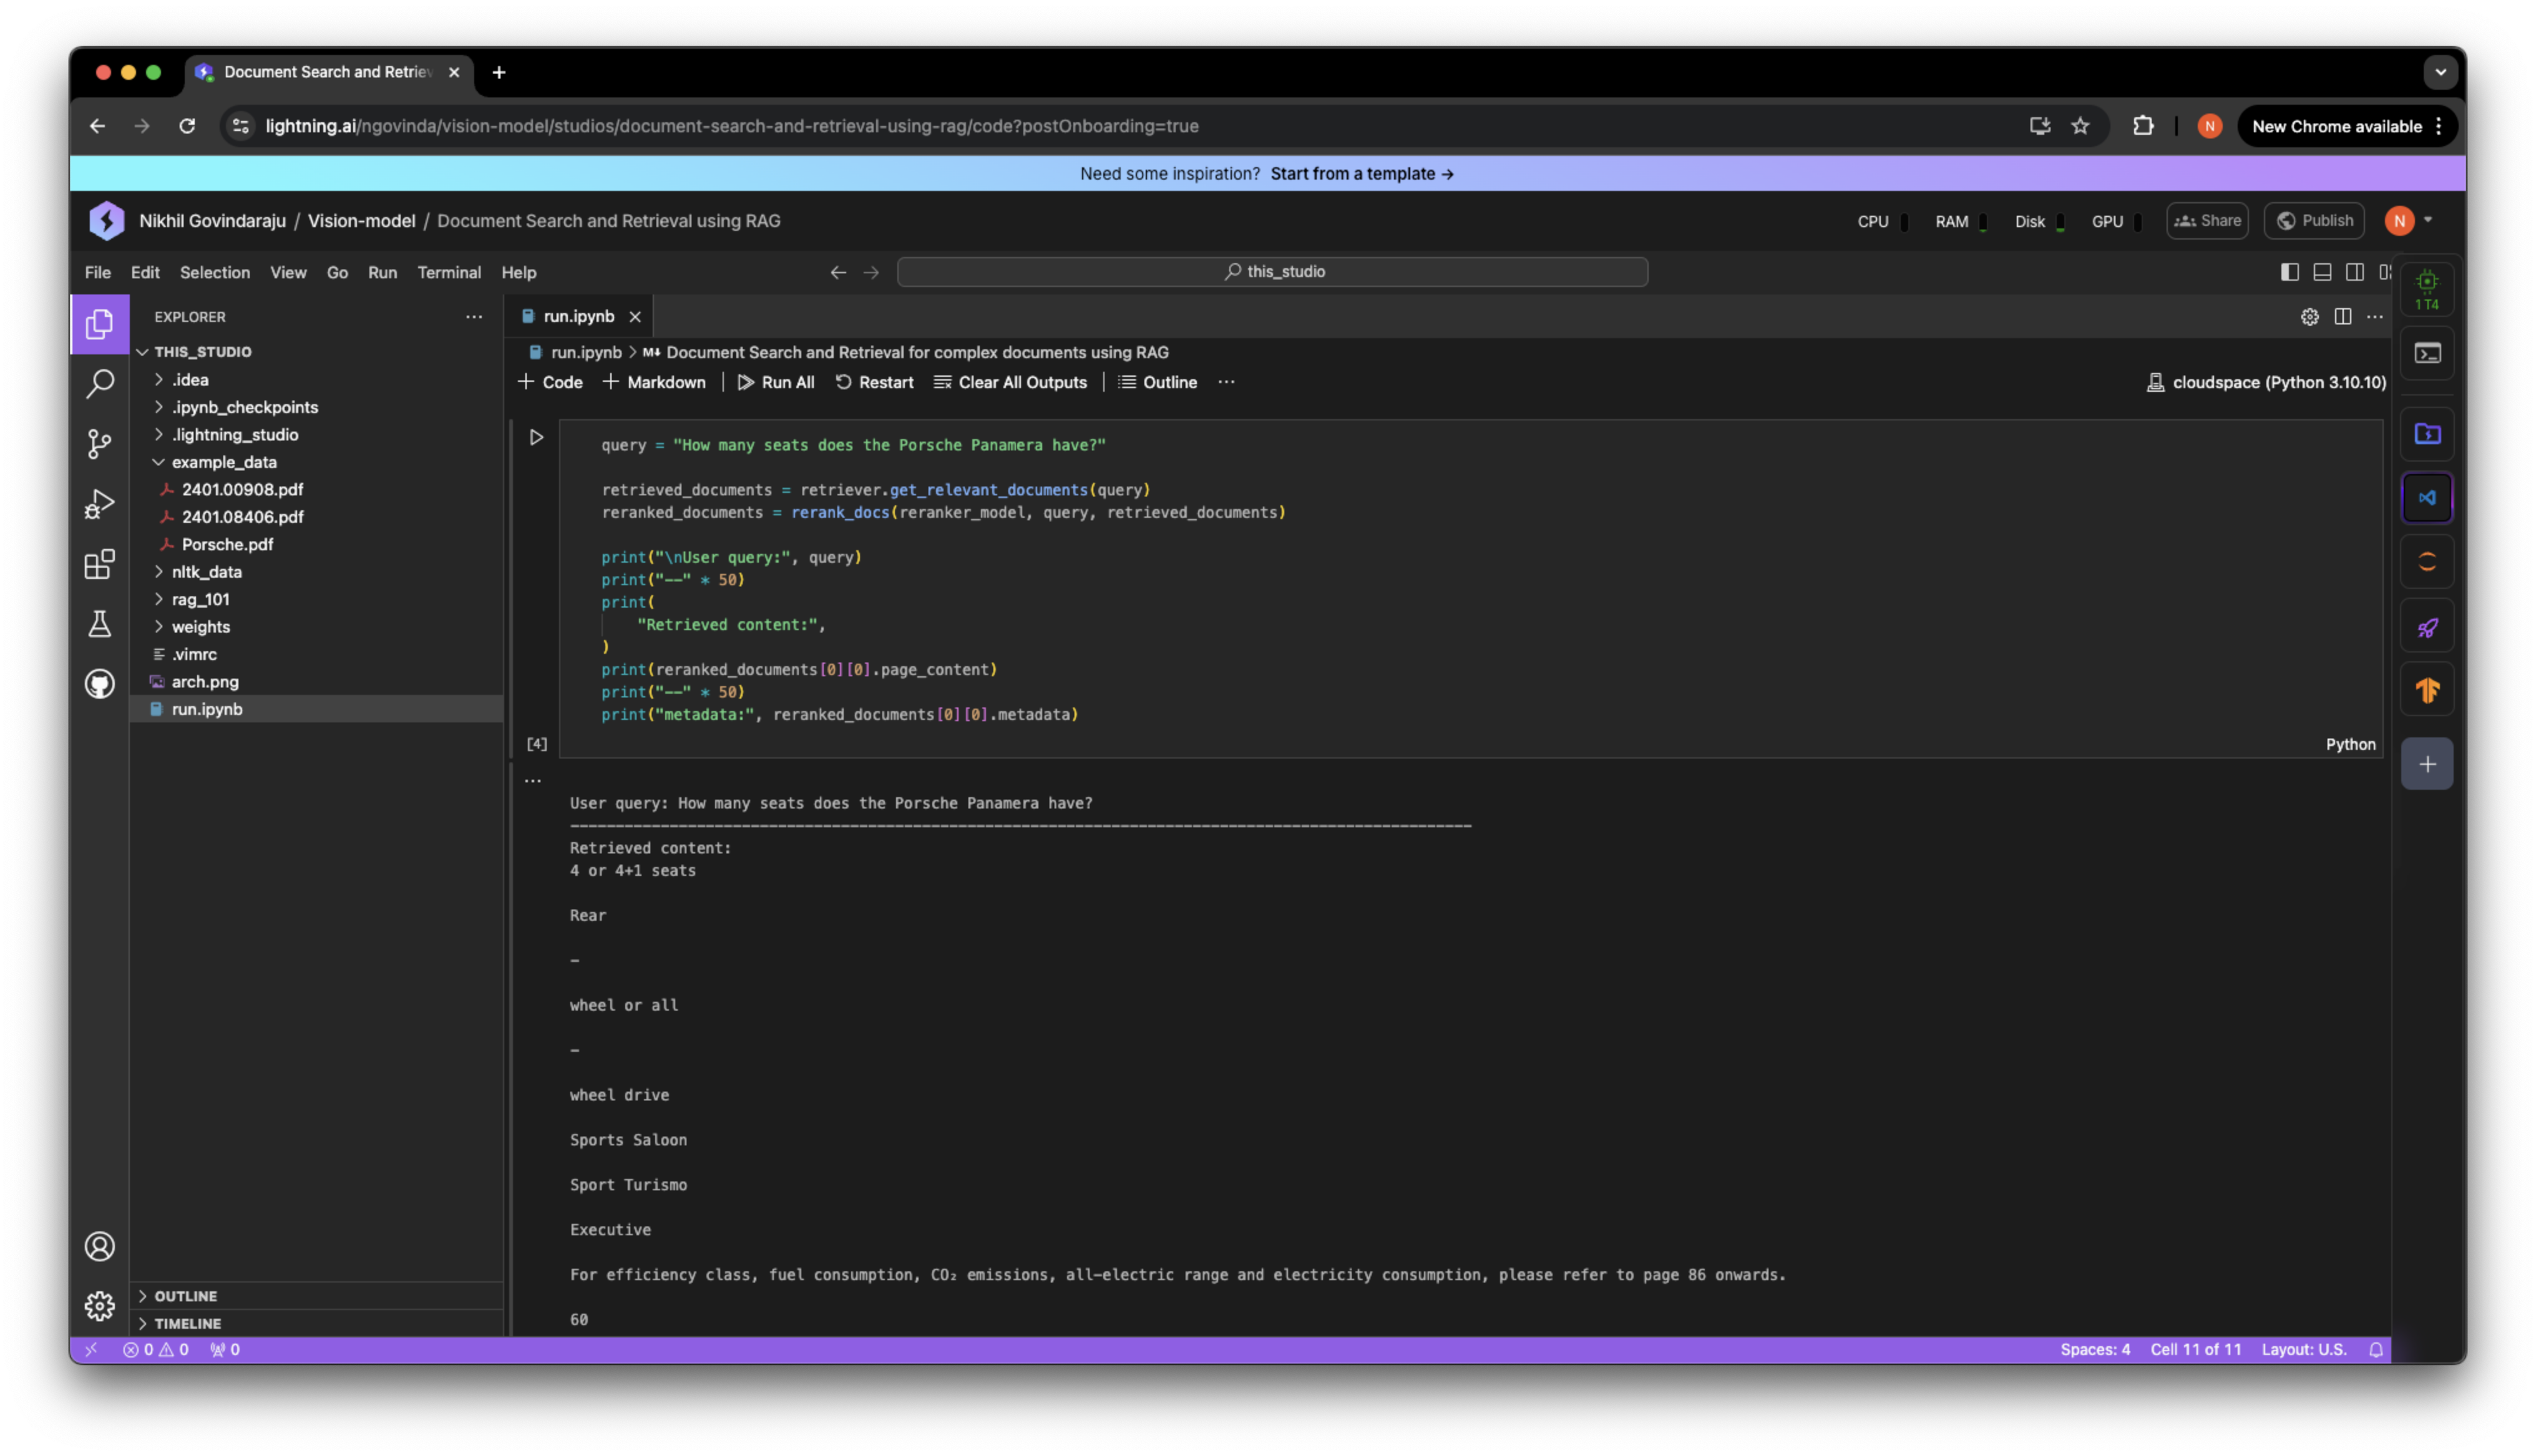 Document Search and Retriev
lightning.ai/ngovinda/vision-model/studios/document-search-and-retrieval-using-rag/code?postOnboarding=true
N
New Chrome available
Need some inspiration? Start from a template →
Nikhil Govindaraju / Vision-model / Document Search and Retrieval using RAG
CPU RAM Disk GPU Share Publish N
File Edit Selection View Go Run Terminal Help
this_studio
1 T4
EXPLORER
THIS_STUDIO
.idea
.ipynb_checkpoints
.lightning_studio
example_data
2401.00908.pdf
2401.08406.pdf
Porsche.pdf
nltk_data
rag_101
weights
.vimrc
arch.png
run.ipynb
OUTLINE
TIMELINE
run.ipynb
run.ipynb > M Document Search and Retrieval for complex documents using RAG
+ Code + Markdown | Run All Restart Clear All Outputs | Outline ...
cloudspace (Python 3.10.10)
query = "How many seats does the Porsche Panamera have?"
retrieved_documents = retriever.get_relevant_documents(query)
reranked_documents = rerank_docs(reranker_model, query, retrieved_documents)
print("\nUser query:", query)
print("--" * 50)
print(
"Retrieved content:",
)
print(reranked_documents[0][0].page_content)
print("--" * 50)
print("metadata:", reranked_documents[0][0].metadata)
[4]
Python
...
User query: How many seats does the Porsche Panamera have?
----------------------------------------------------------------------------------------------------
Retrieved content:
4 or 4+1 seats
Rear
-
wheel or all
-
wheel drive
Sports Saloon
Sport Turismo
Executive
For efficiency class, fuel consumption, CO₂ emissions, all-electric range and electricity consumption, please refer to page 86 onwards.
60
0 0 0
Spaces: 4 Cell 11 of 11 Layout: U.S.